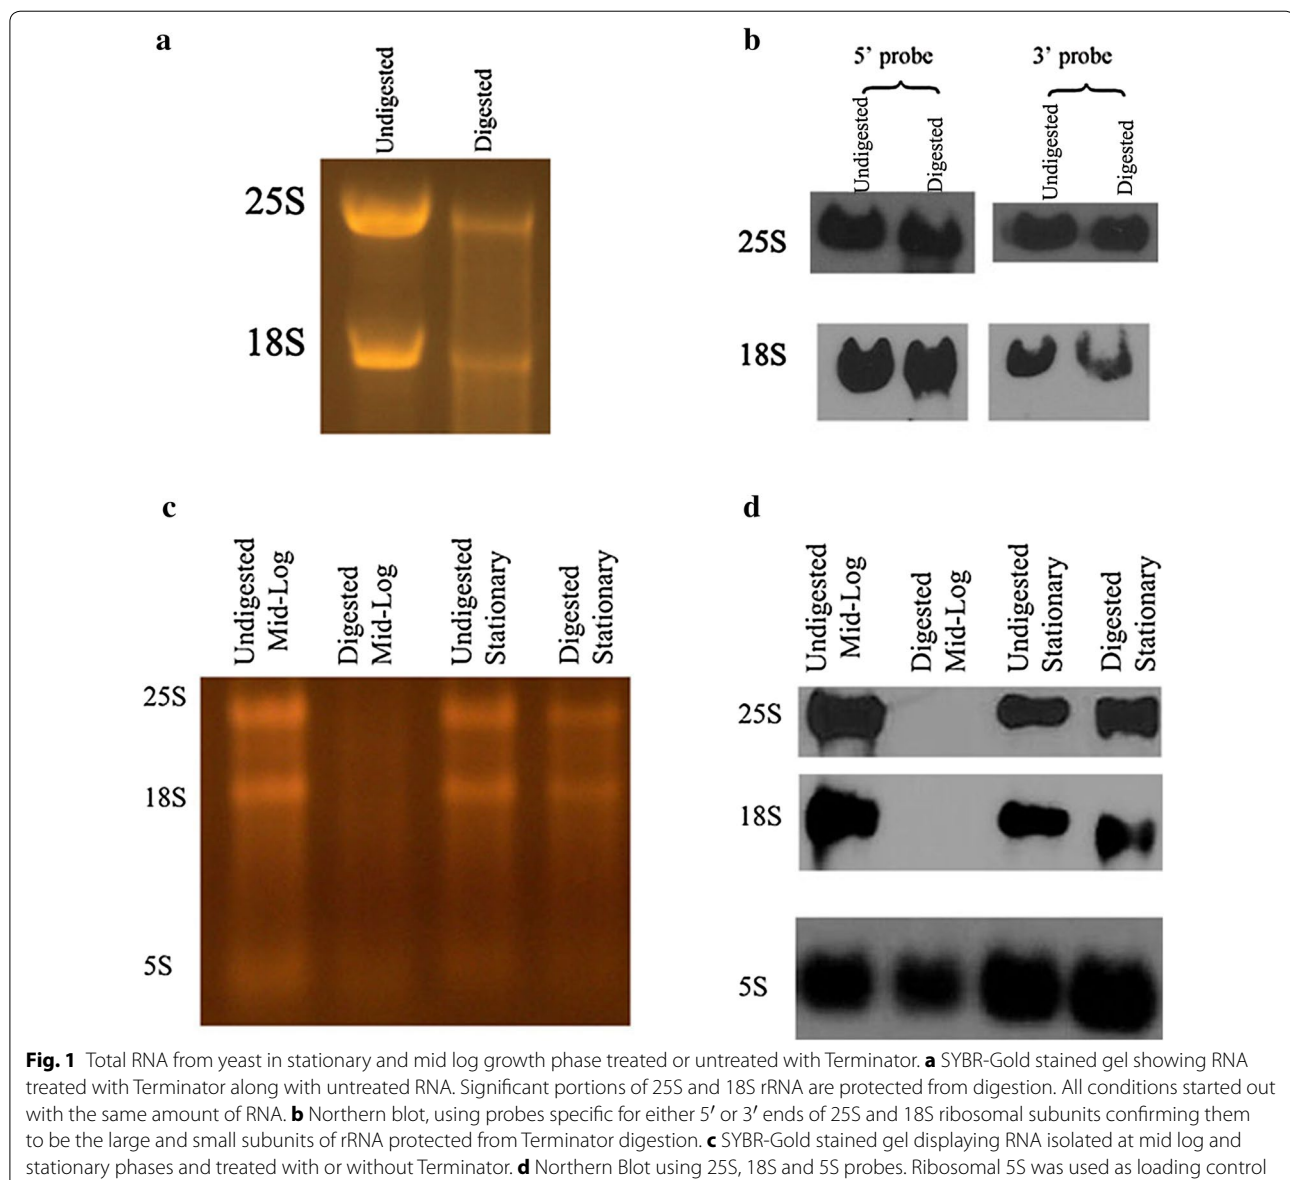 a
Undigested
Digested
25S
18S
b
5’ probe
3’ probe
Undigested
Digested
Undigested
Digested
25S
18S
c
Undigested
Mid-Log
Digested
Mid-Log
Undigested
Stationary
Digested
Stationary
25S
18S
5S
d
Undigested
Mid-Log
Digested
Mid-Log
Undigested
Stationary
Digested
Stationary
25S
18S
5S
Fig. 1 Total RNA from yeast in stationary and mid log growth phase treated or untreated with Terminator. a SYBR-Gold stained gel showing RNA
treated with Terminator along with untreated RNA. Significant portions of 25S and 18S rRNA are protected from digestion. All conditions started out
with the same amount of RNA. b Northern blot, using probes specific for either 5′ or 3′ ends of 25S and 18S ribosomal subunits confirming them
to be the large and small subunits of rRNA protected from Terminator digestion. c SYBR-Gold stained gel displaying RNA isolated at mid log and
stationary phases and treated with or without Terminator. d Northern Blot using 25S, 18S and 5S probes. Ribosomal 5S was used as loading control